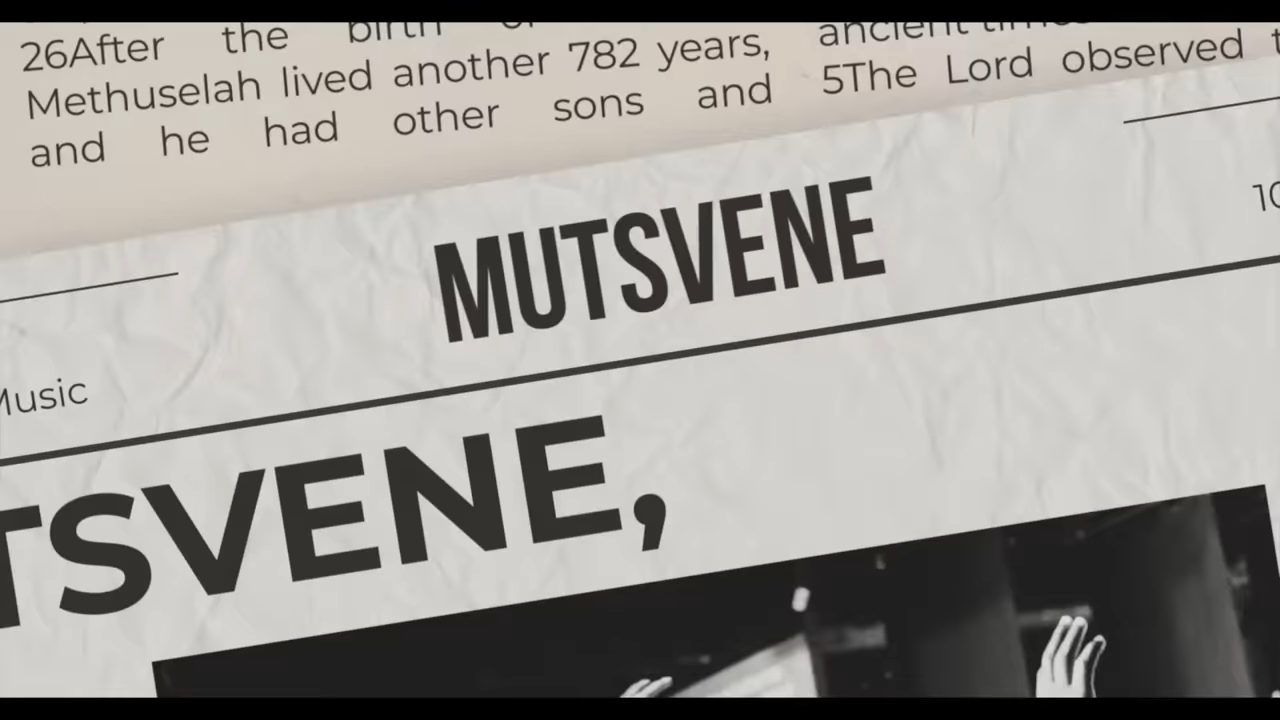 26After the birth
Methuselah lived another 782 years,
and he had other sons and
ancient times
5The Lord observed
MUTSVENE
Music
TSVENE,